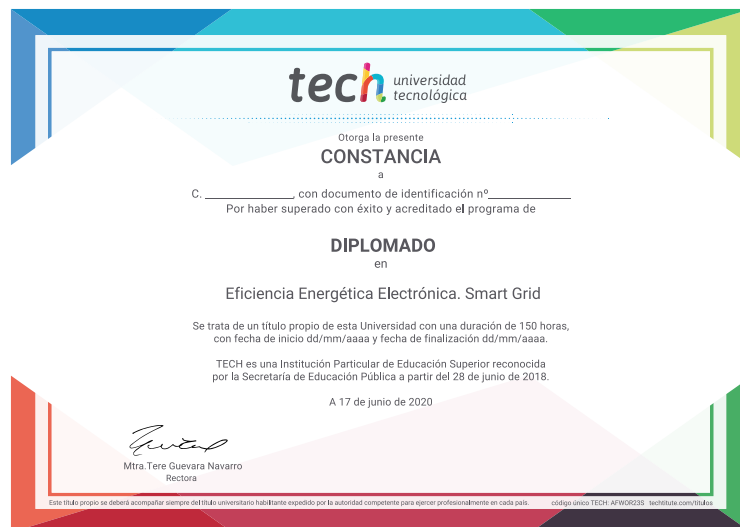 tech universidad
tecnológica
Otorga la presente
CONSTANCIA
a
C. ______________, con documento de identificación nº______________
Por haber superado con éxito y acreditado el programa de
DIPLOMADO
en
Eficiencia Energética Electrónica. Smart Grid
Se trata de un título propio de esta Universidad con una duración de 150 horas,
con fecha de inicio dd/mm/aaaa y fecha de finalización dd/mm/aaaa.
TECH es una Institución Particular de Educación Superior reconocida
por la Secretaría de Educación Pública a partir del 28 de junio de 2018.
A 17 de junio de 2020
Mtra.Tere Guevara Navarro
Rectora
Este título propio se deberá acompañar siempre del título universitario habilitante expedido por la autoridad competente para ejercer profesionalmente en cada país. código único TECH: AFWOR23S techtitute.com/titulos